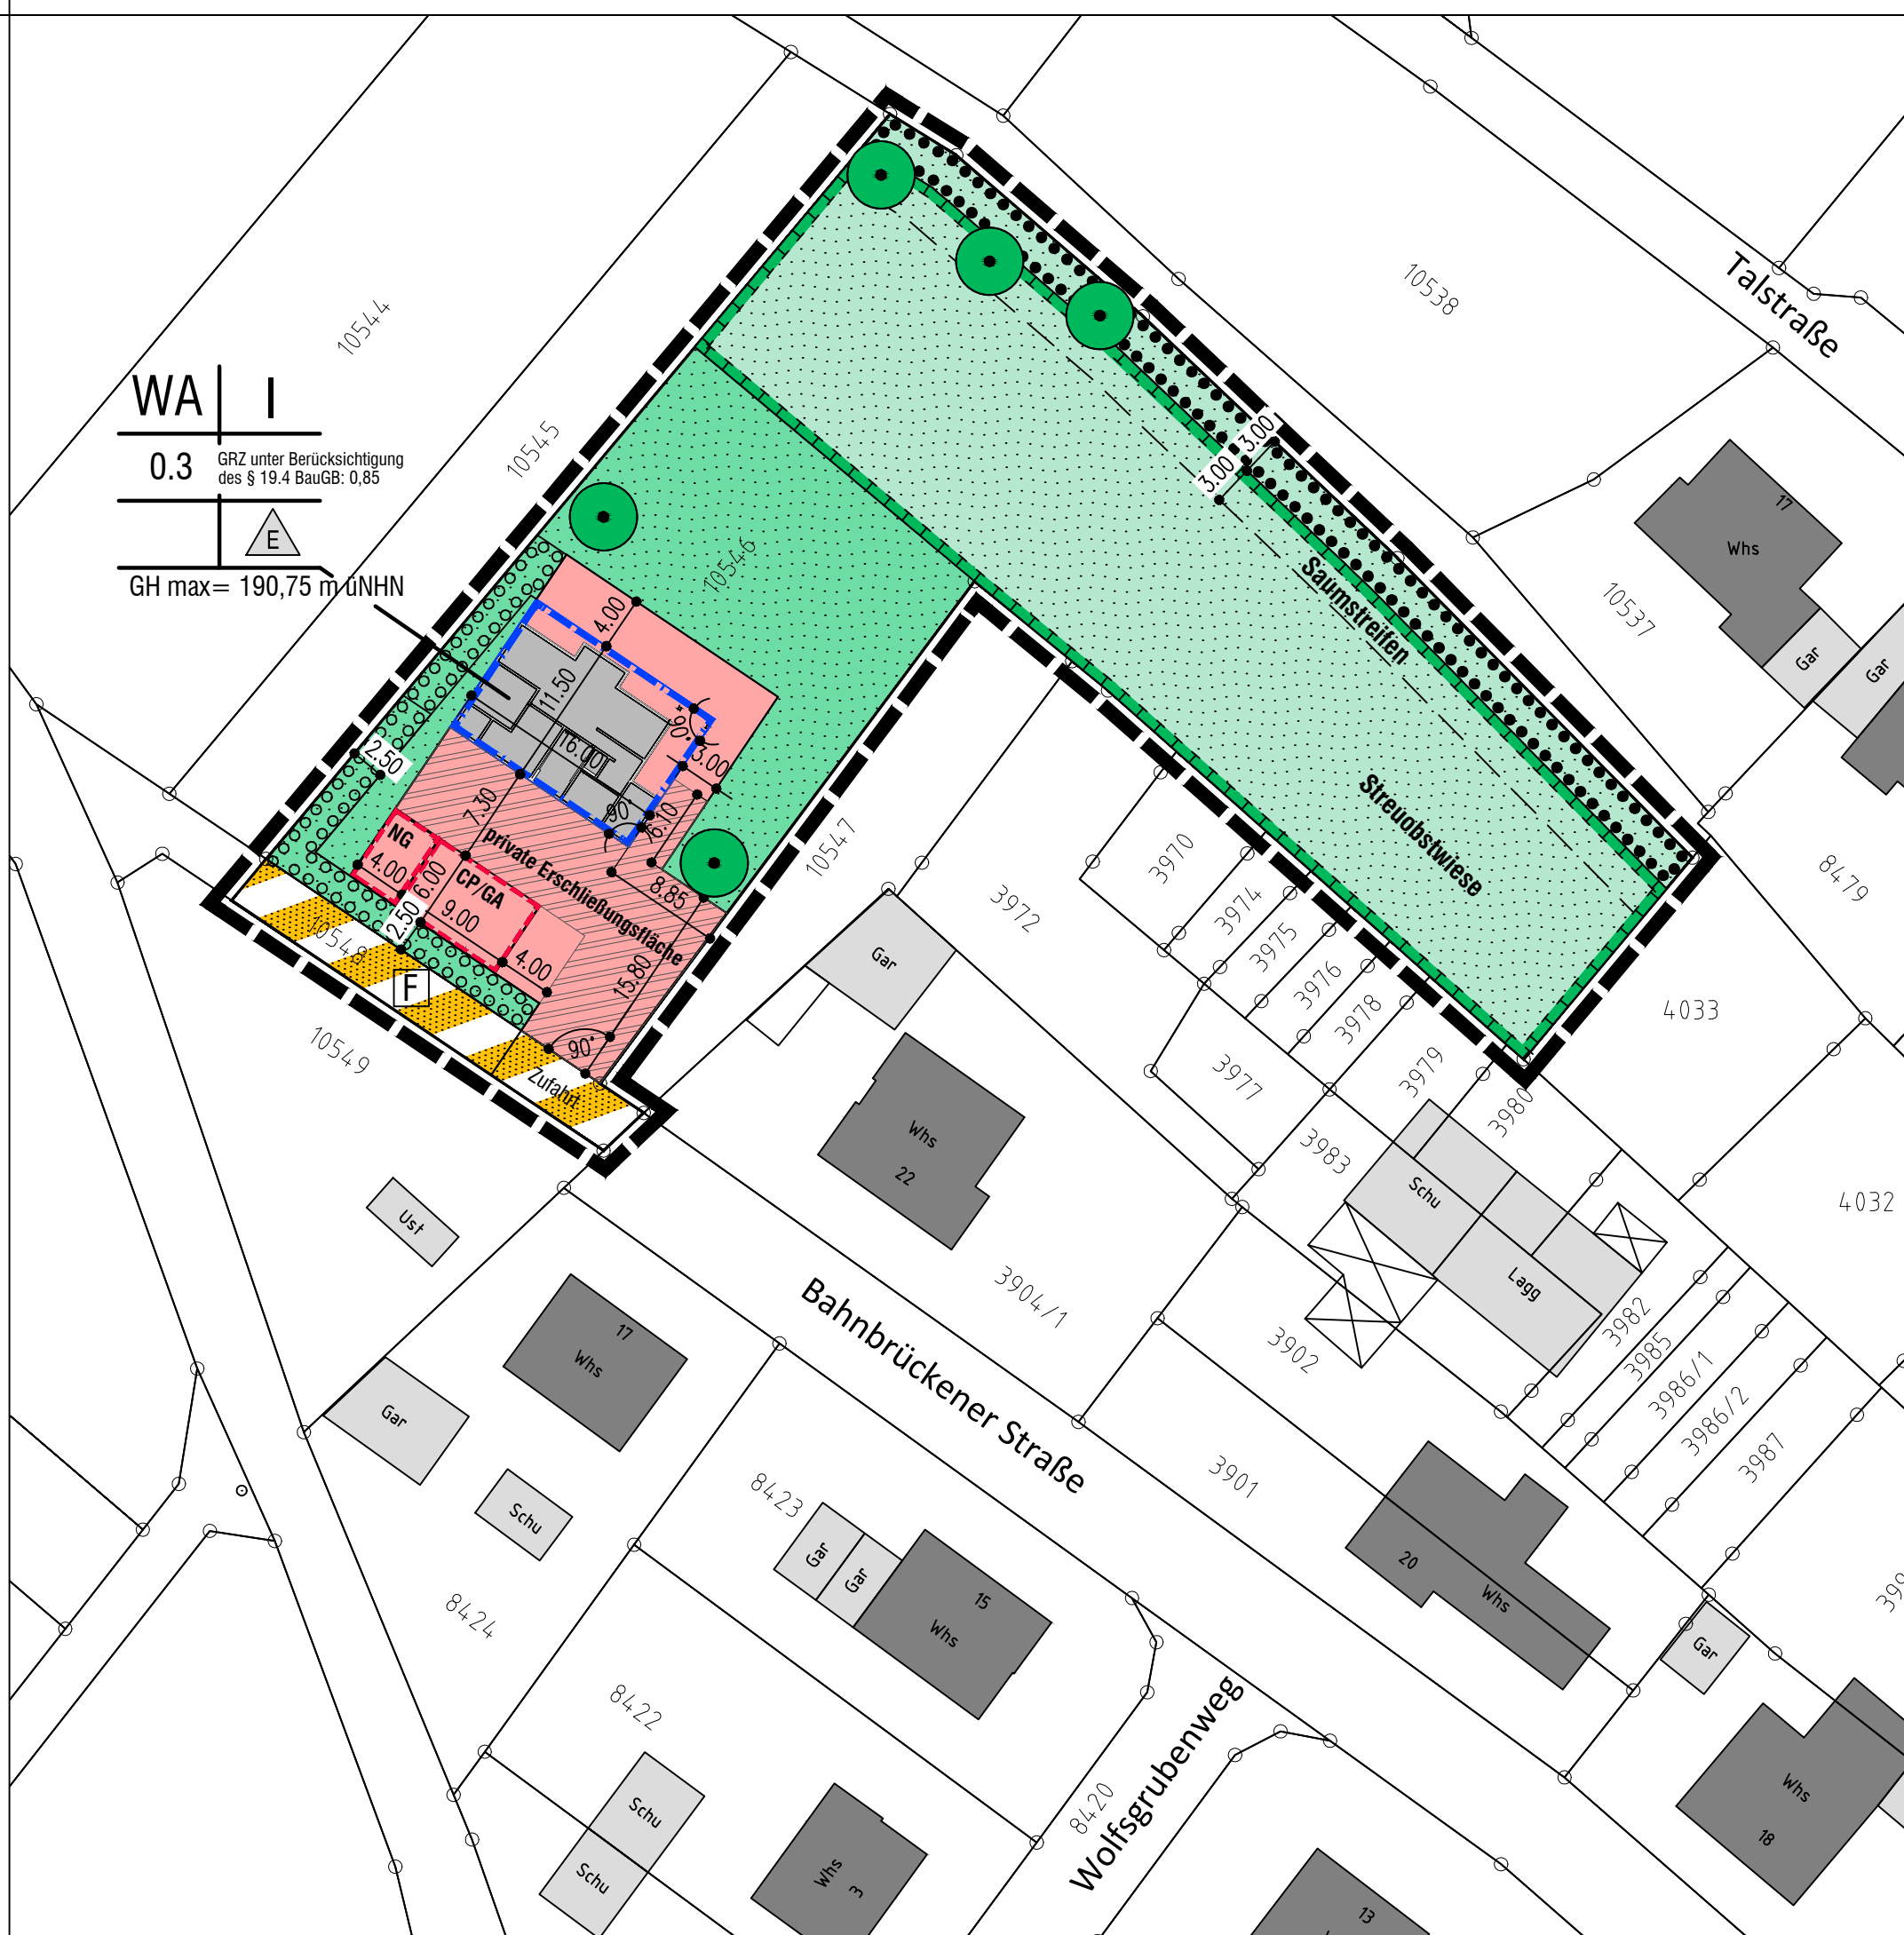 10544
10545
10538
Talstraße
WA I
0.3 GRZ unter Berücksichtigung
des § 19.4 BauGB: 0,85
E
GH max= 190,75 m üNHN
10546
3.00
3.00
Saumstreifen
Streuobstwiese
17
Whs
Gar
Gar
10537
8479
4.00
11.50
16.00
90°
3.00
90°
6.10
2.50
7.30
private Erschließungsfläche
NG
4.00
6.00
CP/GA
9.00
2.50
4.00
8,85
15,80
90°
10548
F
Zufahrt
10549
10547
3970
3972
3974
3975
3976
3978
3977
3979
3980
3983
4033
4032
Gar
Whs
22
Schu
Lagg
3904/1
3902
3982
3985
3986/1
3986/2
3987
399
3901
Ust
17
Whs
Gar
Schu
Bahnbrückener Straße
8423
Gar
Gar
15
Whs
8424
8422
20
Whs
Gar
Whs
18
Schu
Schu
Whs
3
8420
Wolfsgrubenweg
13